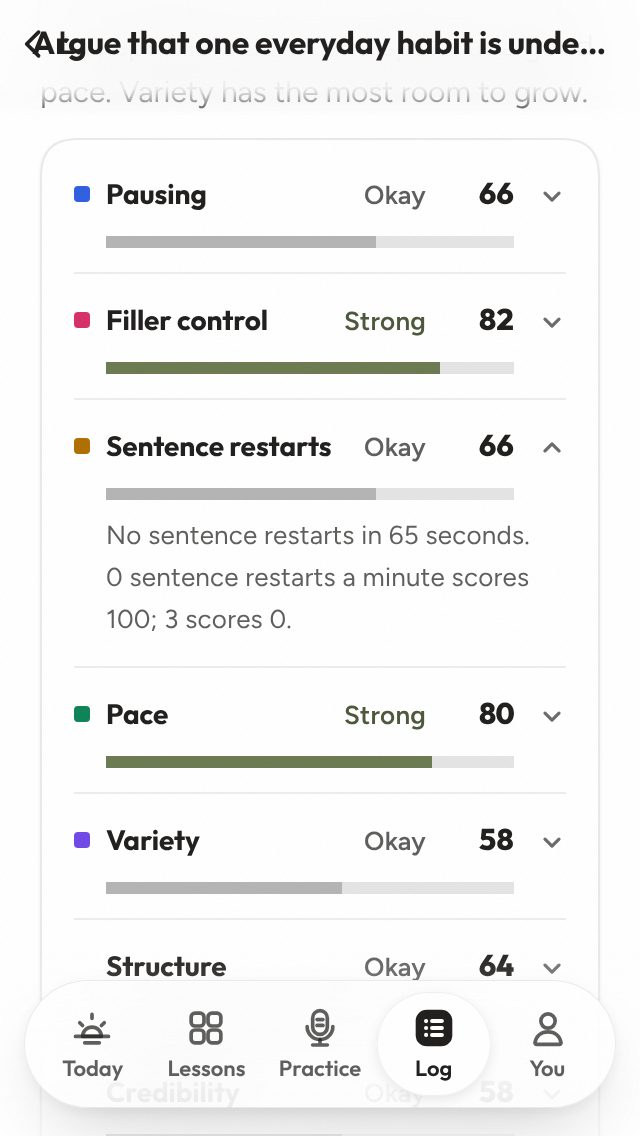 Argue that one everyday habit is unde...
pace. Variety has the most room to grow.
Pausing Okay 66
Filler control Strong 82
Sentence restarts Okay 66
No sentence restarts in 65 seconds.
0 sentence restarts a minute scores
100; 3 scores 0.
Pace Strong 80
Variety Okay 58
Structure Okay 64
Today Lessons Practice Log You
Credibility Okay 58